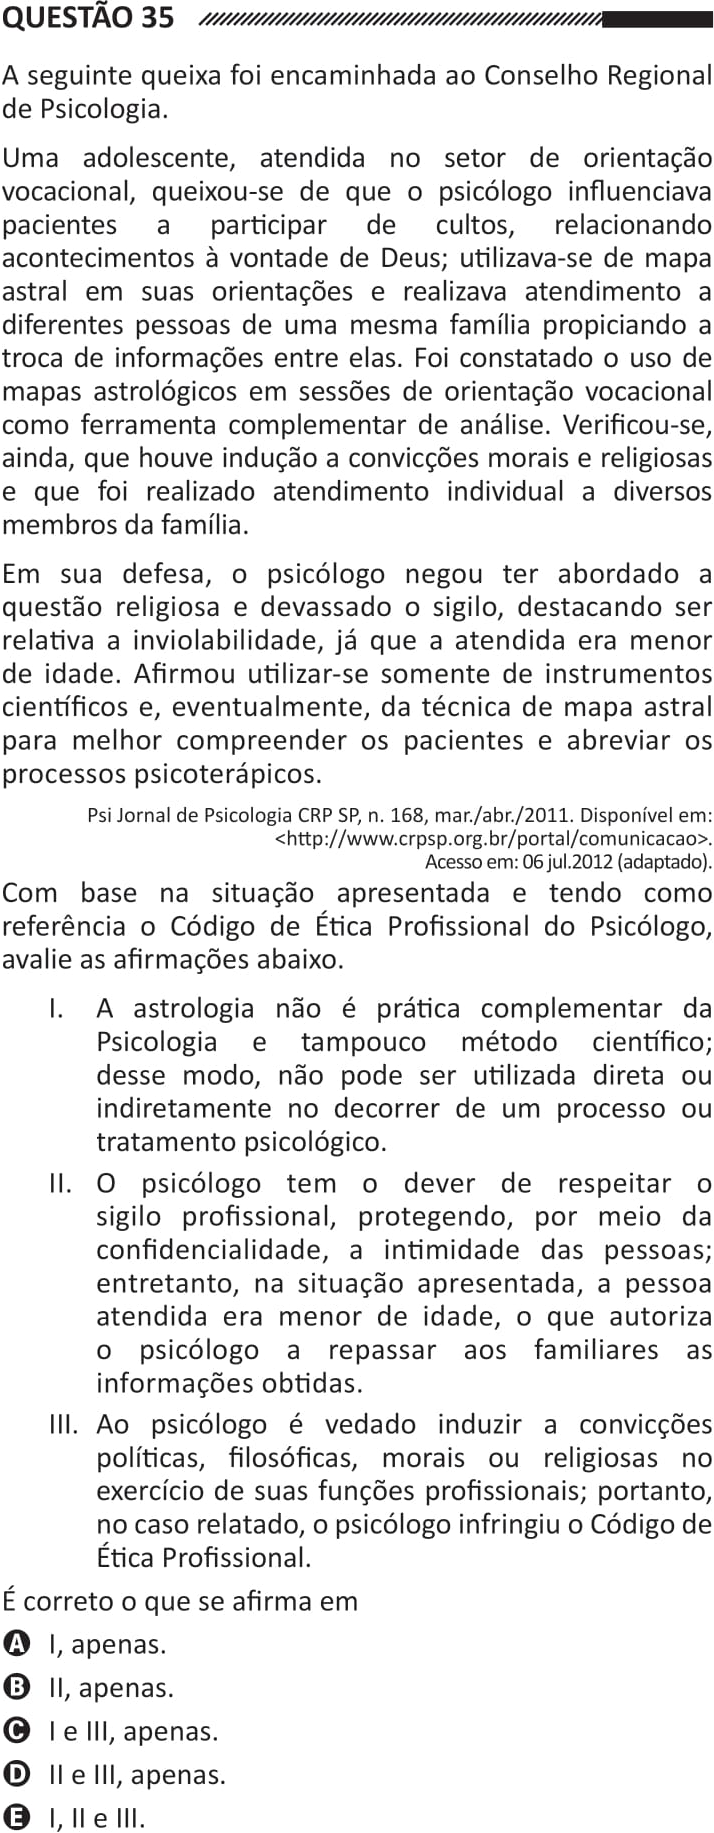 QUESTÃO 35
A seguinte queixa foi encaminhada ao Conselho Regional
de Psicologia.
Uma adolescente, atendida no setor de orientação
vocacional, queixou-se de que o psicólogo influenciava
pacientes a participar de cultos, relacionando
acontecimentos à vontade de Deus; utilizava-se de mapa
astral em suas orientações e realizava atendimento a
diferentes pessoas de uma mesma família propiciando a
troca de informações entre elas. Foi constatado o uso de
mapas astrológicos em sessões de orientação vocacional
como ferramenta complementar de análise. Verificou-se,
ainda, que houve indução a convicções morais e religiosas
e que foi realizado atendimento individual a diversos
membros da família.
Em sua defesa, o psicólogo negou ter abordado a
questão religiosa e devassado o sigilo, destacando ser
relativa a inviolabilidade, já que a atendida era menor
de idade. Afirmou utilizar-se somente de instrumentos
científicos e, eventualmente, da técnica de mapa astral
para melhor compreender os pacientes e abreviar os
processos psicoterápicos.
Psi Jornal de Psicologia CRP SP, n. 168, mar./abr./2011. Disponível em:
<http://www.crpsp.org.br/portal/comunicacao>.
Acesso em: 06 jul.2012 (adaptado).
Com base na situação apresentada e tendo como
referência o Código de Ética Profissional do Psicólogo,
avalie as afirmações abaixo.
I. A astrologia não é prática complementar da
Psicologia e tampouco método científico;
desse modo, não pode ser utilizada direta ou
indiretamente no decorrer de um processo ou
tratamento psicológico.
II. O psicólogo tem o dever de respeitar o
sigilo profissional, protegendo, por meio da
confidencialidade, a intimidade das pessoas;
entretanto, na situação apresentada, a pessoa
atendida era menor de idade, o que autoriza
o psicólogo a repassar aos familiares as
informações obtidas.
III. Ao psicólogo é vedado induzir a convicções
políticas, filosóficas, morais ou religiosas no
exercício de suas funções profissionais; portanto,
no caso relatado, o psicólogo infringiu o Código de
Ética Profissional.
É correto o que se afirma em
A I, apenas.
B II, apenas.
C I e III, apenas.
D II e III, apenas.
E I, II e III.